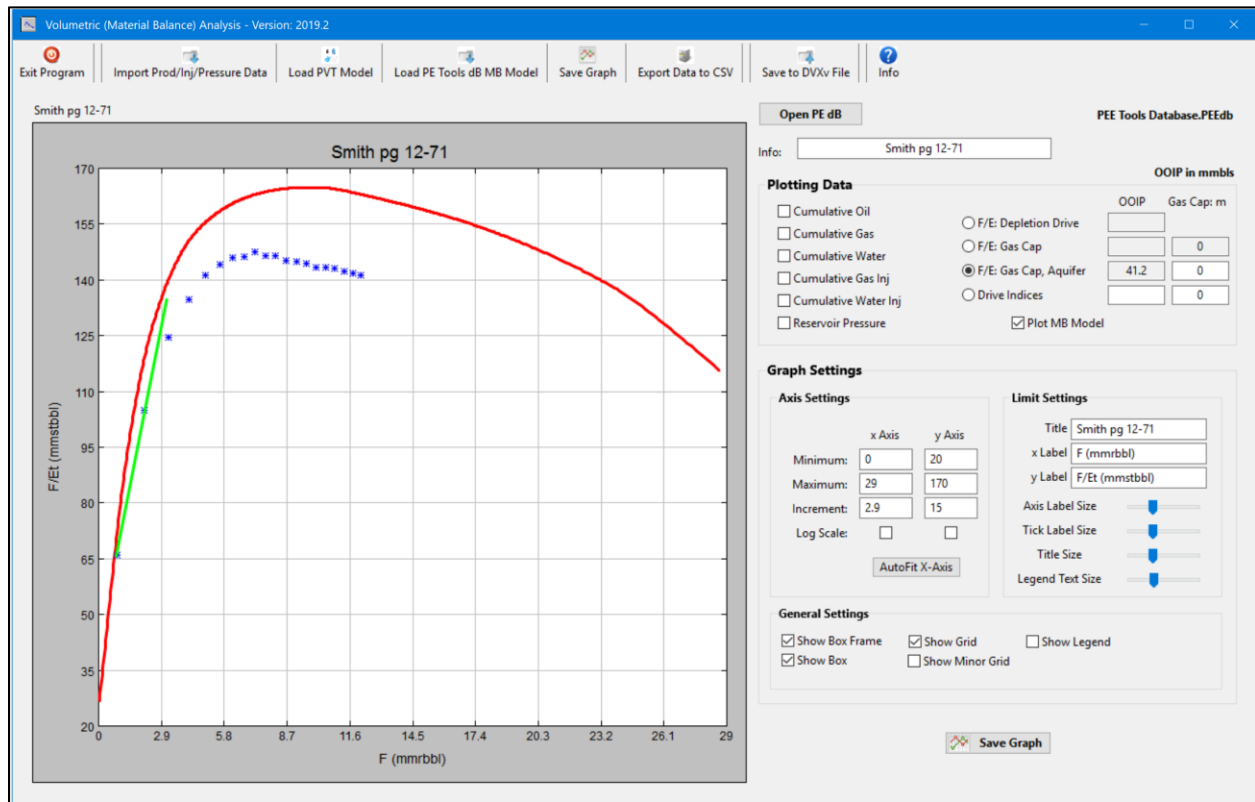 Volumetric (Material Balance) Analysis - Version: 2019.2
Exit Program Import Prod/Inj/Pressure Data Load PVT Model Load PE Tools dB MB Model Save Graph Export Data to CSV Save to DVXv File Info
Smith pg 12-71
Smith pg 12-71
170
155
140
125
110
95
80
65
50
35
20
F/Et (mmstbbl)
0 2.9 5.8 8.7 11.6 14.5 17.4 20.3 23.2 26.1 29
F (mmrbbl)
Open PE dB PEE Tools Database.PEEdb
Info: Smith pg 12-71
OOIP in mmbls
Plotting Data
OOIP Gas Cap: m
Cumulative Oil
Cumulative Gas
Cumulative Water
Cumulative Gas Inj
Cumulative Water Inj
Reservoir Pressure
F/E: Depletion Drive
F/E: Gas Cap 0
F/E: Gas Cap, Aquifer 41.2 0
Drive Indices 0
Plot MB Model
Graph Settings
Axis Settings
x Axis y Axis
Minimum: 0 20
Maximum: 29 170
Increment: 2.9 15
Log Scale:
AutoFit X-Axis
Limit Settings
Title Smith pg 12-71
x Label F (mmrbbl)
y Label F/Et (mmstbbl)
Axis Label Size
Tick Label Size
Title Size
Legend Text Size
General Settings
Show Box Frame Show Grid Show Legend
Show Box Show Minor Grid
Save Graph